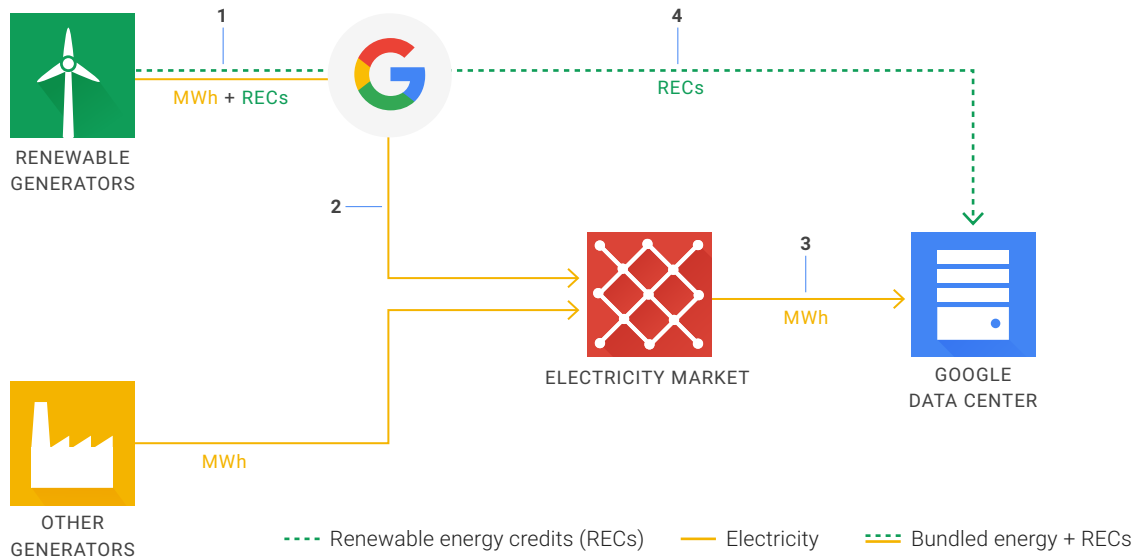 1
4
MWh + RECs
RECs
RENEWABLE
GENERATORS
2
3
MWh
ELECTRICITY MARKET
GOOGLE
DATA CENTER
MWh
OTHER
GENERATORS
Renewable energy credits (RECs)
Electricity
Bundled energy + RECs